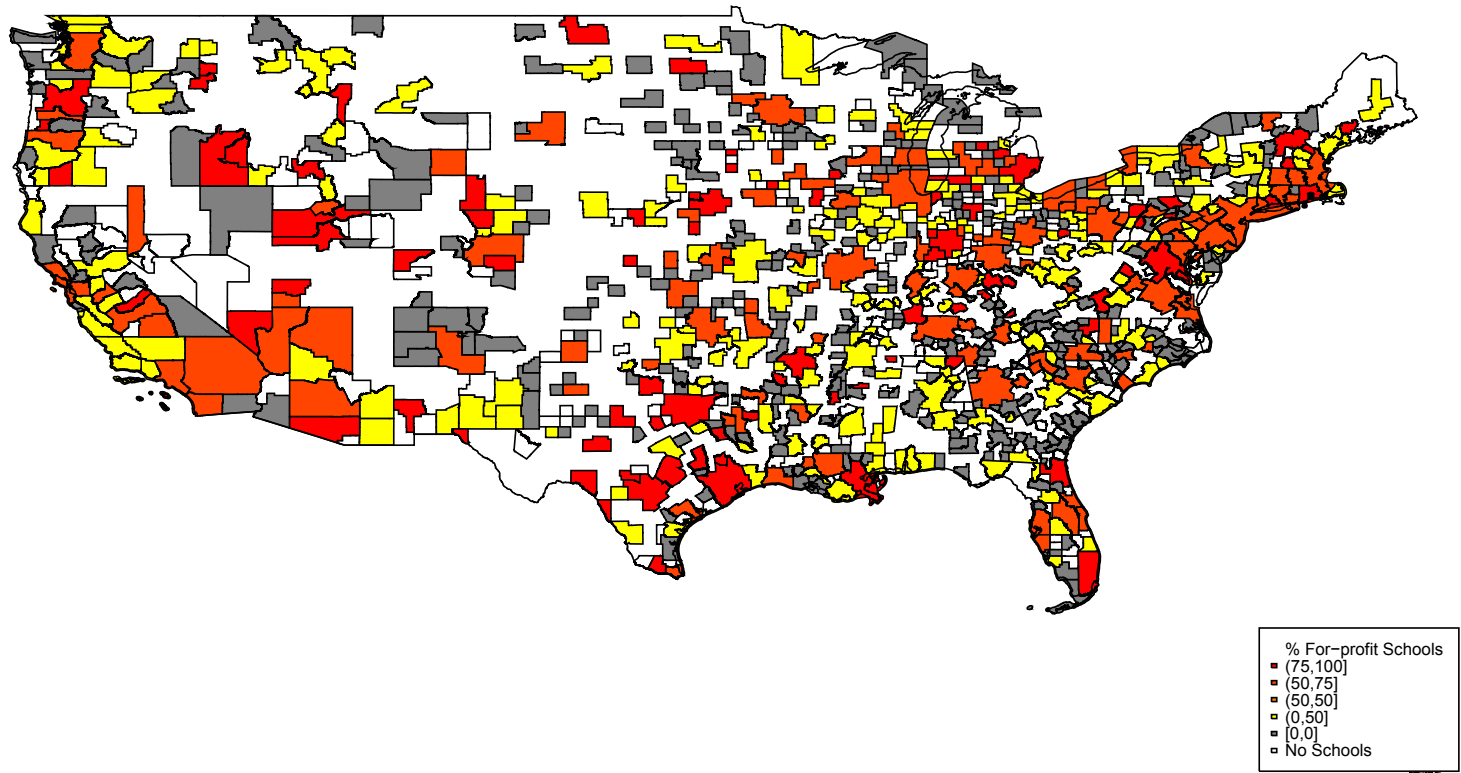 % For−profit Schools
(75,100]
(50,75]
(50,50]
(0,50]
[0,0]
No Schools